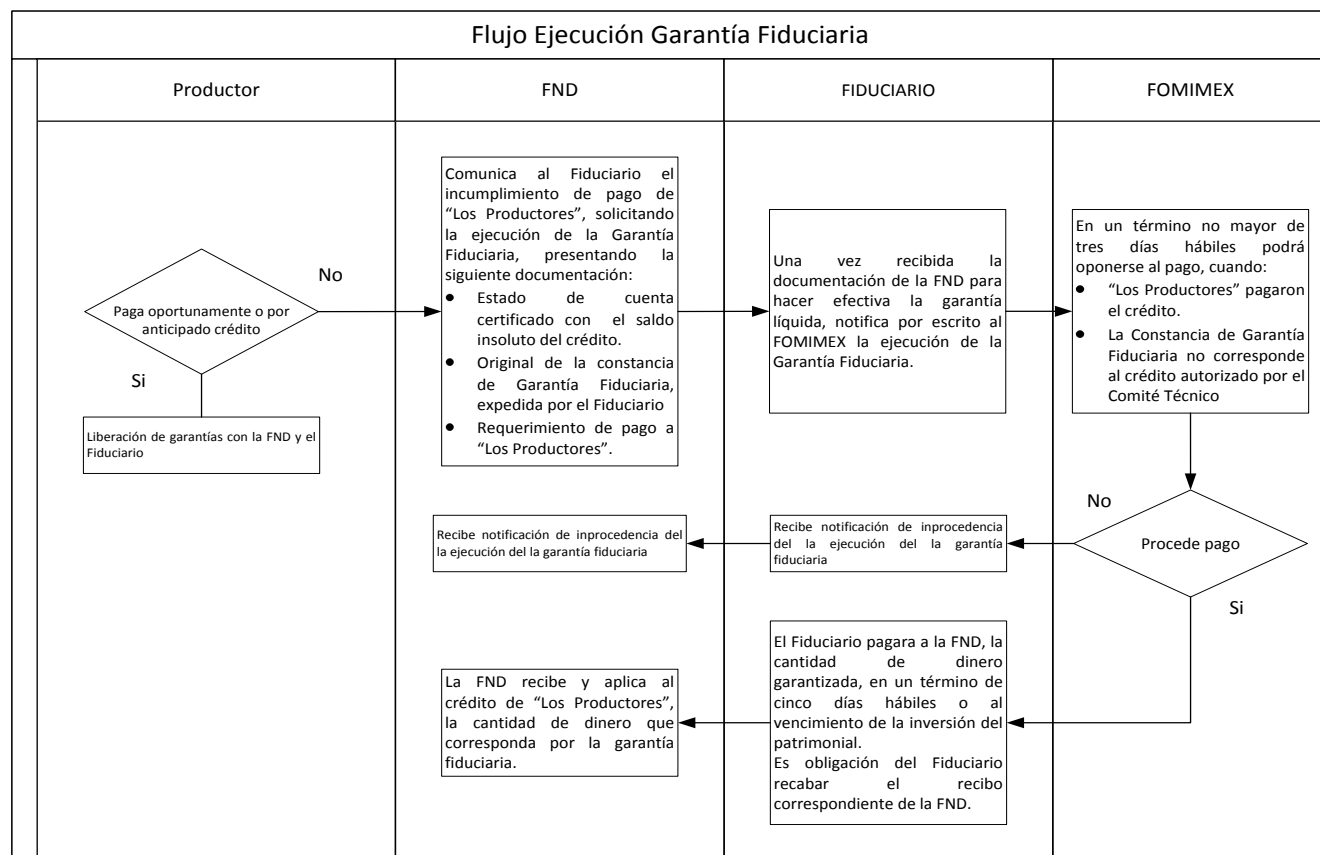 Flujo Ejecución Garantía Fiduciaria
Productor
FND
FIDUCIARIO
FOMIMEX
Paga oportunamente o por
anticipado crédito
No
Si
Liberación de garantías con la FND y el
Fiduciario
Comunica al Fiduciario el
incumplimiento de pago de
“Los Productores”, solicitando
la ejecución de la Garantía
Fiduciaria, presentando la
siguiente documentación:
● Estado de cuenta
certificado con el saldo
insoluto del crédito.
● Original de la constancia
de Garantía Fiduciaria,
expedida por el Fiduciario
● Requerimiento de pago a
“Los Productores”.
Una vez recibida la
documentación de la FND para
hacer efectiva la garantía
líquida, notifica por escrito al
FOMIMEX la ejecución de la
Garantía Fiduciaria.
En un término no mayor de
tres días hábiles podrá
oponerse al pago, cuando:
● “Los Productores” pagaron
el crédito.
● La Constancia de Garantía
Fiduciaria no corresponde
al crédito autorizado por el
Comité Técnico
Procede pago
No
Si
Recibe notificación de inprocedencia
del la ejecución del la garantía
fiduciaria
Recibe notificación de inprocedencia del
la ejecución del la garantía fiduciaria
El Fiduciario pagara a la FND, la
cantidad de dinero
garantizada, en un término de
cinco días hábiles o al
vencimiento de la inversión del
patrimonial.
Es obligación del Fiduciario
recabar el recibo
correspondiente de la FND.
La FND recibe y aplica al
crédito de “Los Productores”,
la cantidad de dinero que
corresponda por la garantía
fiduciaria.